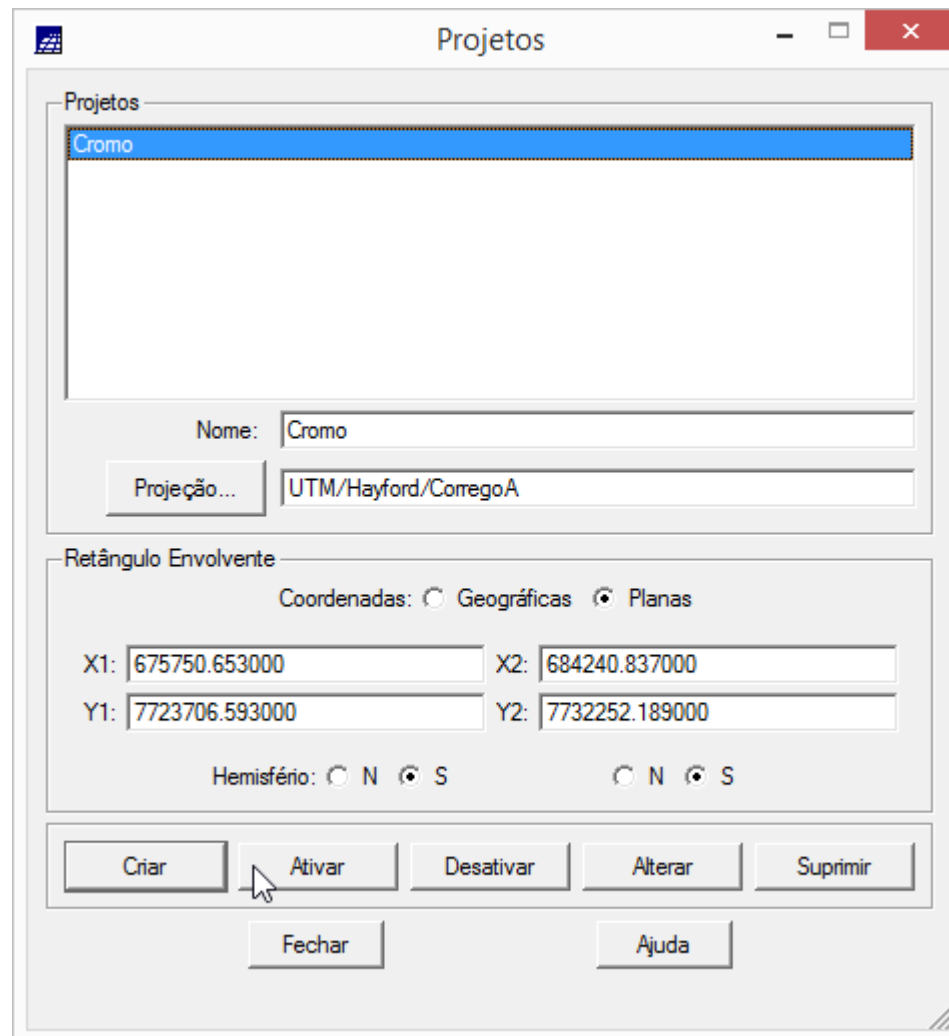 Projetos
Projetos
Cromo
Nome: Cromo
Projeção... UTM/Hayford/CorregoA
Retângulo Envolvente
Coordenadas: Geográficas Planas
X1: 675750.653000 X2: 684240.837000
Y1: 7723706.593000 Y2: 7732252.189000
Hemisfério: N S N S
Criar Ativar Desativar Alterar Suprimir
Fechar Ajuda